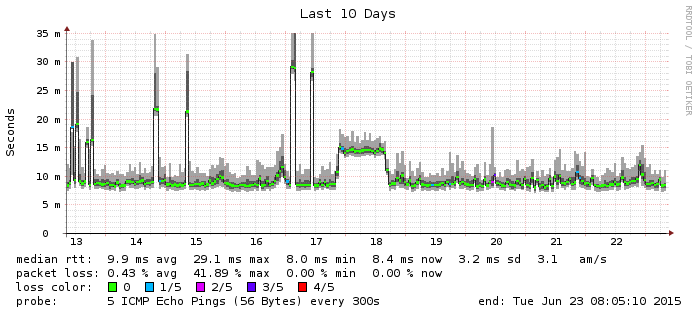 Last 10 Days
RRDTOOL / TOBI OETIKER
Seconds
35 m
30 m
25 m
20 m
15 m
10 m
5 m
0
13 14 15 16 17 18 19 20 21 22
median rtt: 9.9 ms avg 29.1 ms max 8.0 ms min 8.4 ms now 3.2 ms sd 3.1 am/s
packet loss: 0.43 % avg 41.89 % max 0.00 % min 0.00 % now
loss color: 0 1/5 2/5 3/5 4/5
probe: 5 ICMP Echo Pings (56 Bytes) every 300s end: Tue Jun 23 08:05:10 2015